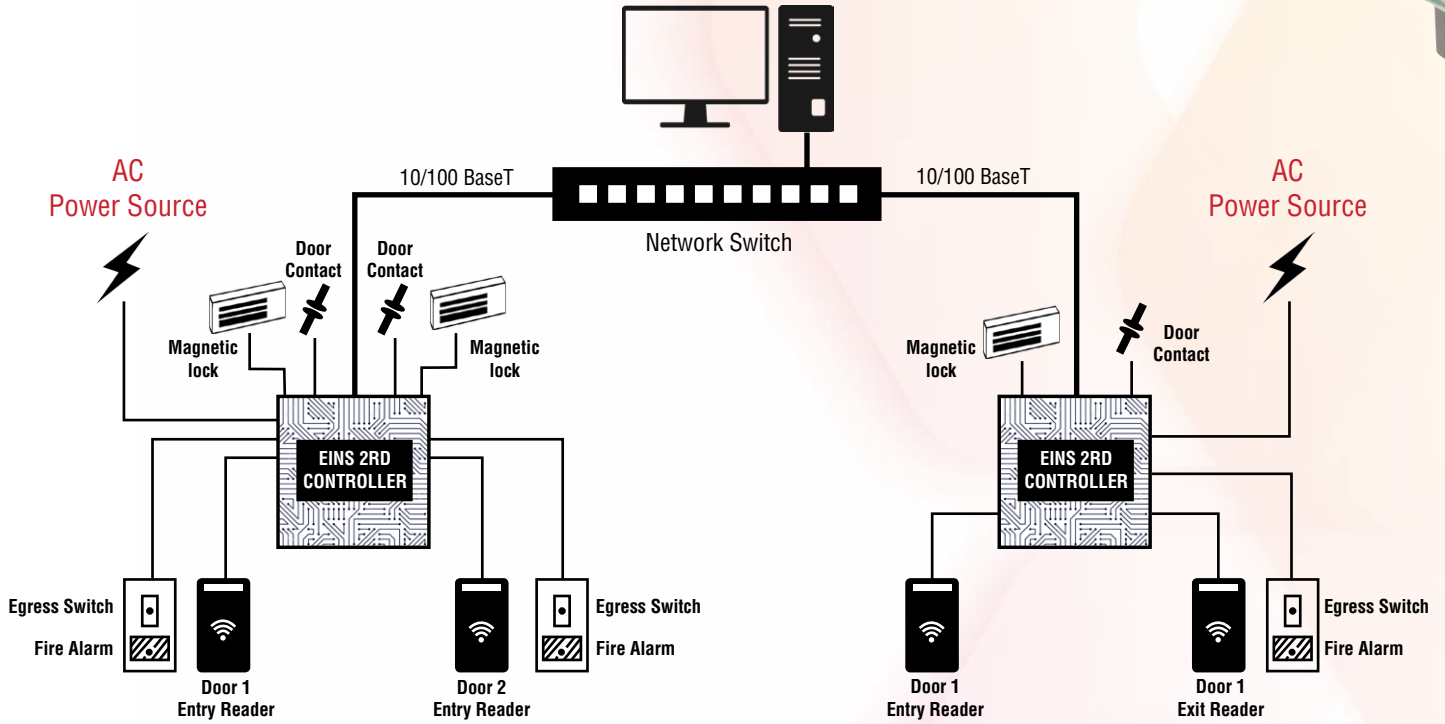 AC
Power Source
10/100 BaseT
10/100 BaseT
AC
Power Source
Network Switch
Door
Contact
Door
Contact
Magnetic
lock
Magnetic
lock
Magnetic
lock
Door
Contact
EINS 2RD
CONTROLLER
EINS 2RD
CONTROLLER
Egress Switch
Fire Alarm
Door 1
Entry Reader
Door 2
Entry Reader
Egress Switch
Fire Alarm
Door 1
Entry Reader
Door 1
Exit Reader
Egress Switch
Fire Alarm